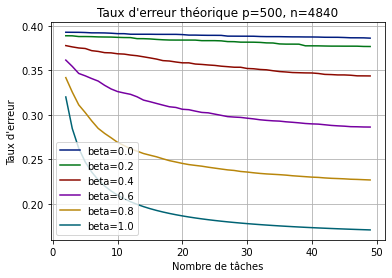 Taux d'erreur théorique p=500, n=4840
Taux d'erreur
0.40
0.35
0.30
0.25
0.20
beta=0.0
beta=0.2
beta=0.4
beta=0.6
beta=0.8
beta=1.0
0 10 20 30 40 50
Nombre de tâches